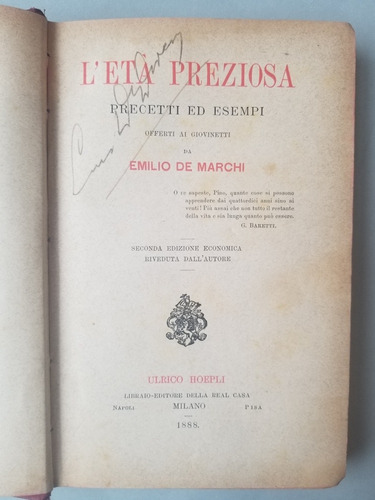 L'ETÀ PREZIOSA
PRECETTI ED ESEMPI
OFFERTI AI GIOVINETTI
DA
EMILIO DE MARCHI
O vo saperste, Pino, quante cose si possono
apprendere dai quattordici anni sino ai
venti! Più assai che non tutto il restante
della vita e sia lunga quanto può essere.
G. BARETTI.
SECONDA EDIZIONE ECONOMICA
RIVEDUTA DALL'AUTORE
ULRICO HOEPLI
LIBRAIO-EDITORE DELLA REAL CASA
NAPOLI MILANO PISA
1888.